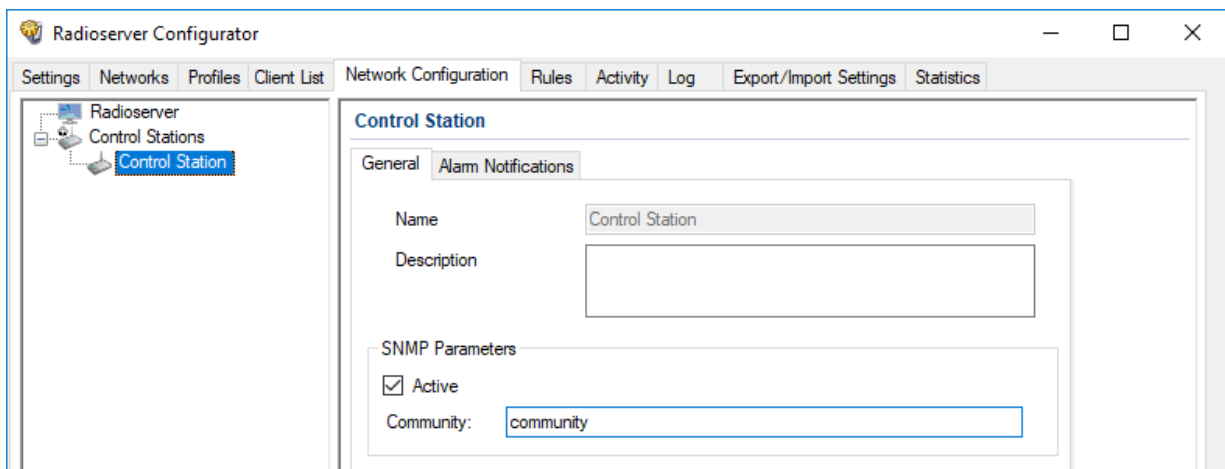 Radioserver Configurator
Settings Networks Profiles Client List Network Configuration Rules Activity Log Export/Import Settings Statistics
Radioserver
Control Stations
Control Station
Control Station
General Alarm Notifications
Name Control Station
Description
SNMP Parameters
Active
Community: community